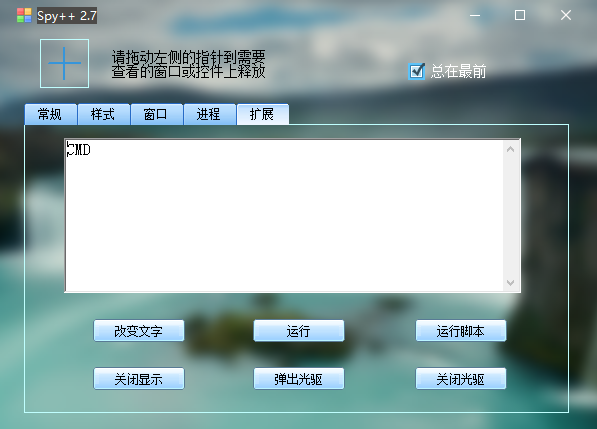 Spy++ 2.7
请拖动左侧的指针到需要
查看的窗口或控件上释放
总在最前
常规 样式 窗口 进程 扩展
CMD
改变文字 运行 运行脚本
关闭显示 弹出光驱 关闭光驱